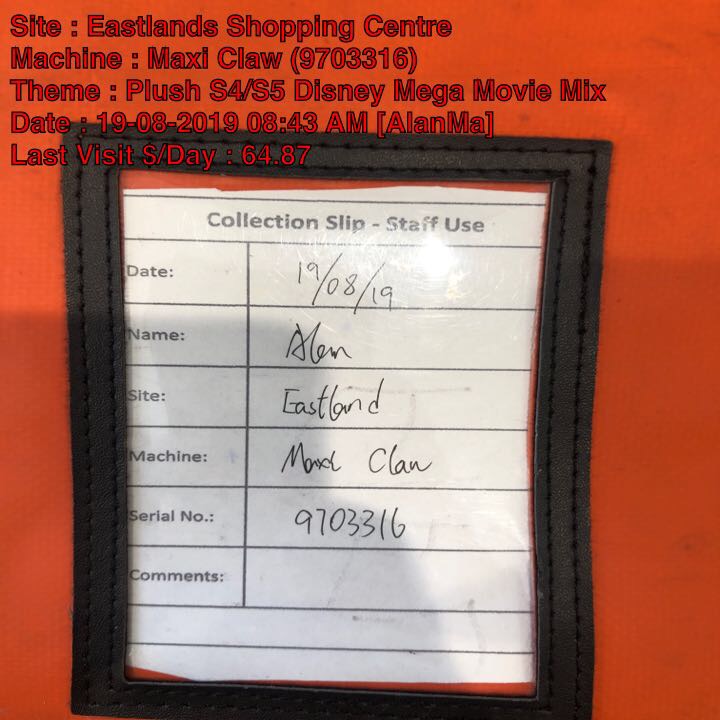 Site : Eastlands Shopping Centre
Machine : Maxi Claw (9703316)
Theme : Plush S4/S5 Disney Mega Movie Mix
Date : 19-08-2019 08:43 AM [AlanMa]
Last Visit $/Day : 64.87
Collection Slip - Staff Use
Date: 19/08/19
Name: Alan
Site: Eastland
Machine: Maxi Claw
Serial No.: 9703316
Comments: